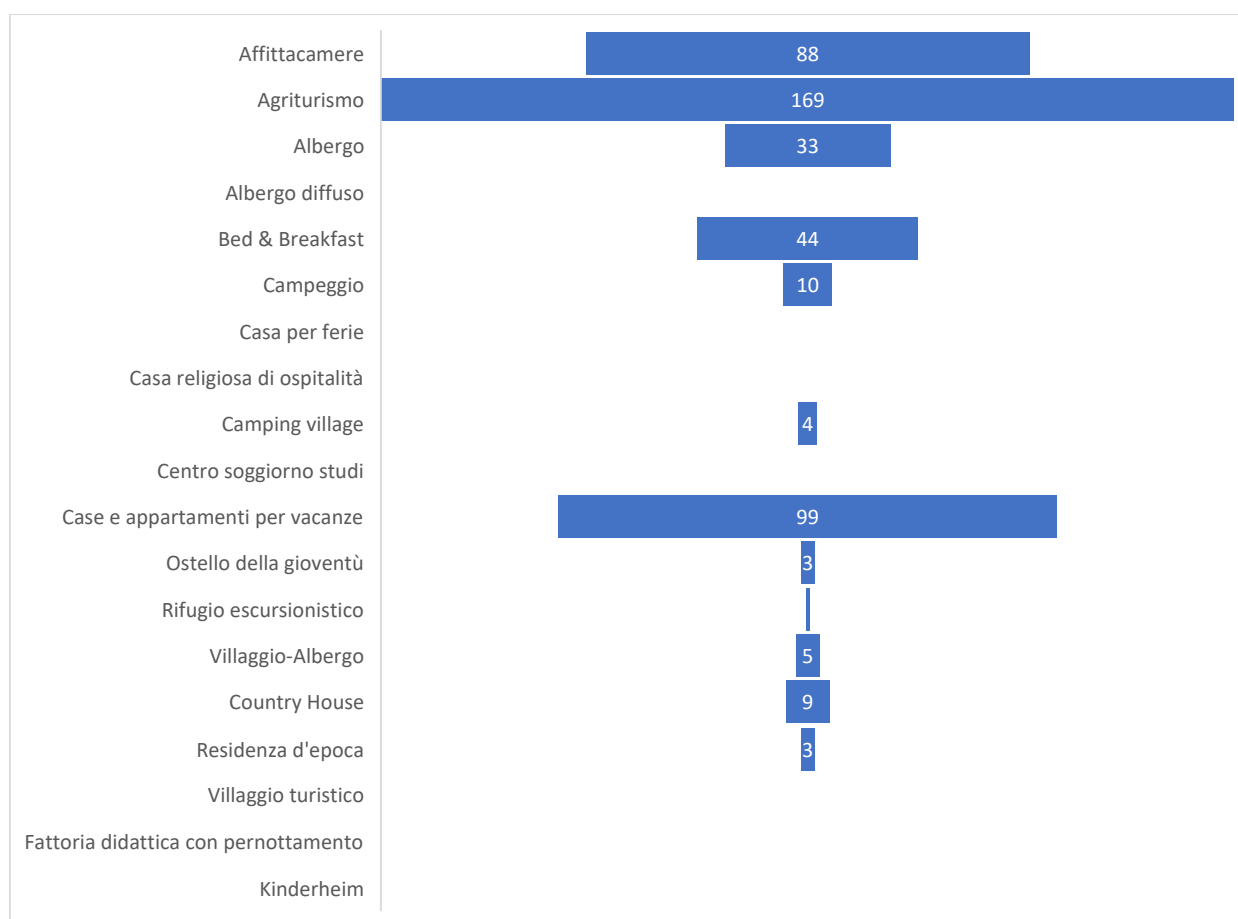 Affittacamere 88
Agriturismo 169
Albergo 33
Albergo diffuso
Bed & Breakfast 44
Campeggio 10
Casa per ferie
Casa religiosa di ospitalità
Camping village 4
Centro soggiorno studi
Case e appartamenti per vacanze 99
Ostello della gioventù 3
Rifugio escursionistico
Villaggio-Albergo 5
Country House 9
Residenza d'epoca 3
Villaggio turistico
Fattoria didattica con pernottamento
Kinderheim